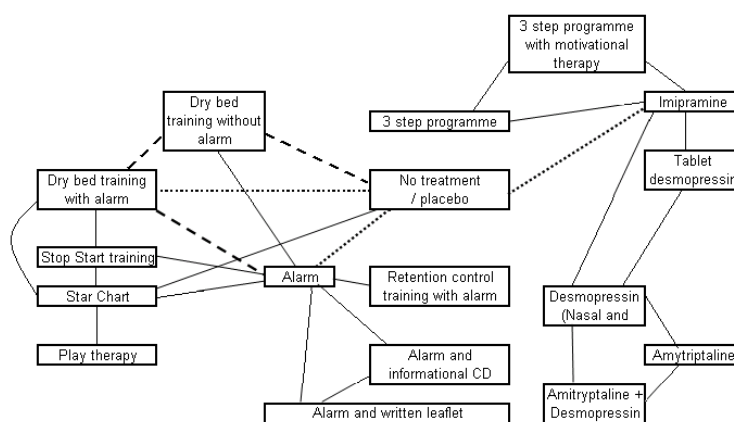 3 step programme
with motivational
therapy
Dry bed
training without
alarm
Imipramine
3 step programme
Tablet
desmopressin
Dry bed training
with alarm
No treatment
/ placebo
Stop Start training
Alarm
Retention control
training with alarm
Star Chart
Desmopressin
(Nasal and
Play therapy
Alarm and
informational CD
Amytriptaline
Alarm and written leaflet
Amitryptaline +
Desmopressin